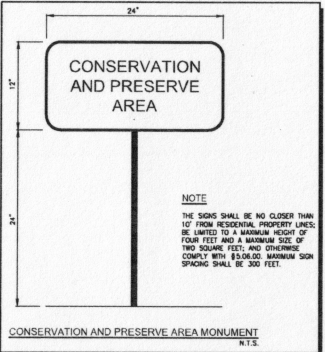 24"
CONSERVATION
AND PRESERVE
AREA
12"
24"
NOTE
THE SIGNS SHALL BE NO CLOSER THAN
10' FROM RESIDENTIAL PROPERTY LINES;
BE LIMITED TO A MAXIMUM HEIGHT OF
FOUR FEET AND A MAXIMUM SIZE OF
TWO SQUARE FEET; AND OTHERWISE
COMPLY WITH §5.06.00. MAXIMUM SIGN
SPACING SHALL BE 300 FEET.
CONSERVATION AND PRESERVE AREA MONUMENT
N.T.S.